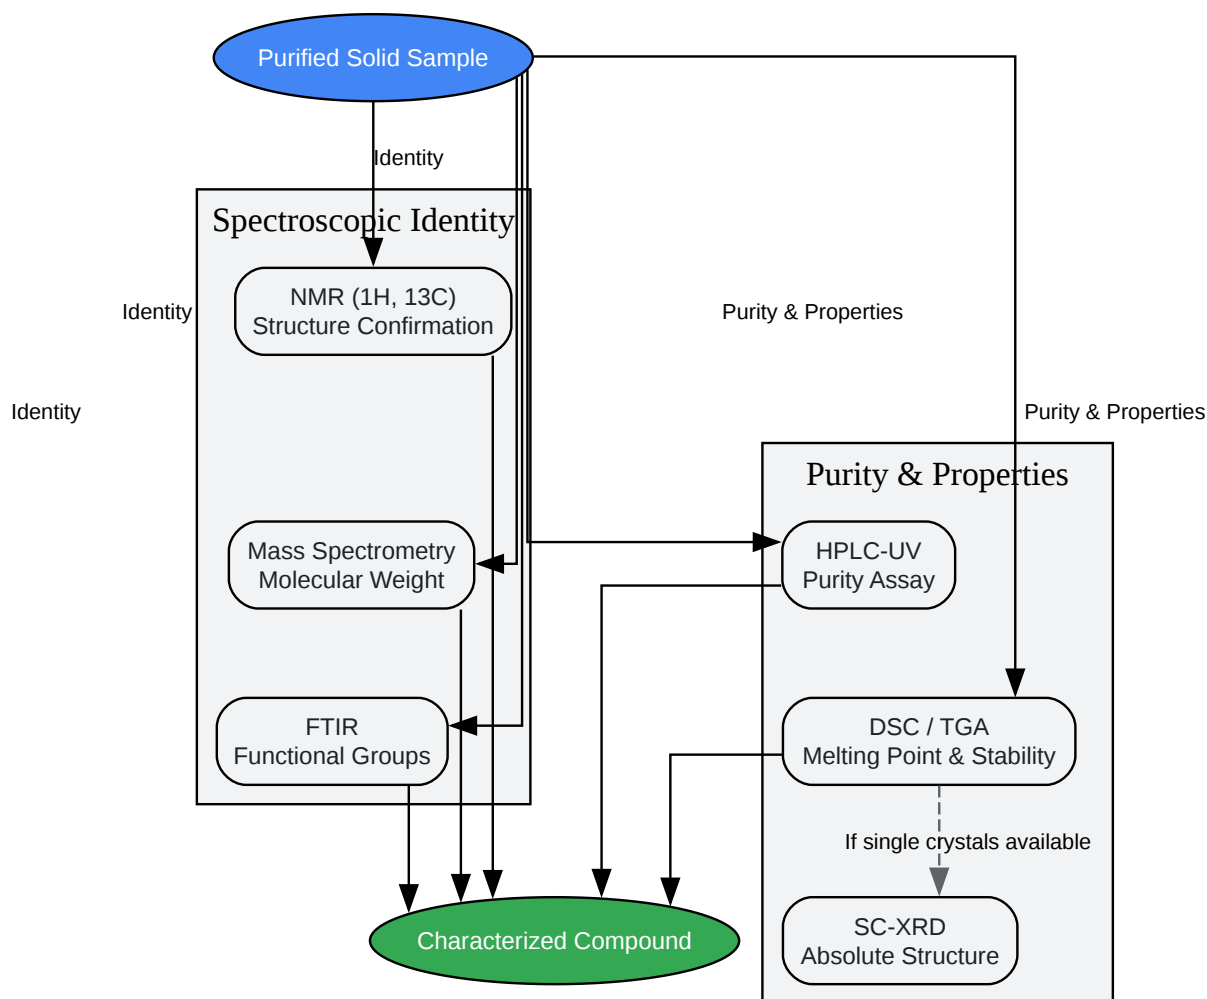 Purified Solid Sample
Identity
Spectroscopic Identity
NMR (1H, 13C)
Structure Confirmation
Identity
Purity & Properties
Identity
Purity & Properties
Purity & Properties
Mass Spectrometry
Molecular Weight
HPLC-UV
Purity Assay
FTIR
Functional Groups
DSC / TGA
Melting Point & Stability
If single crystals available
Characterized Compound
SC-XRD
Absolute Structure